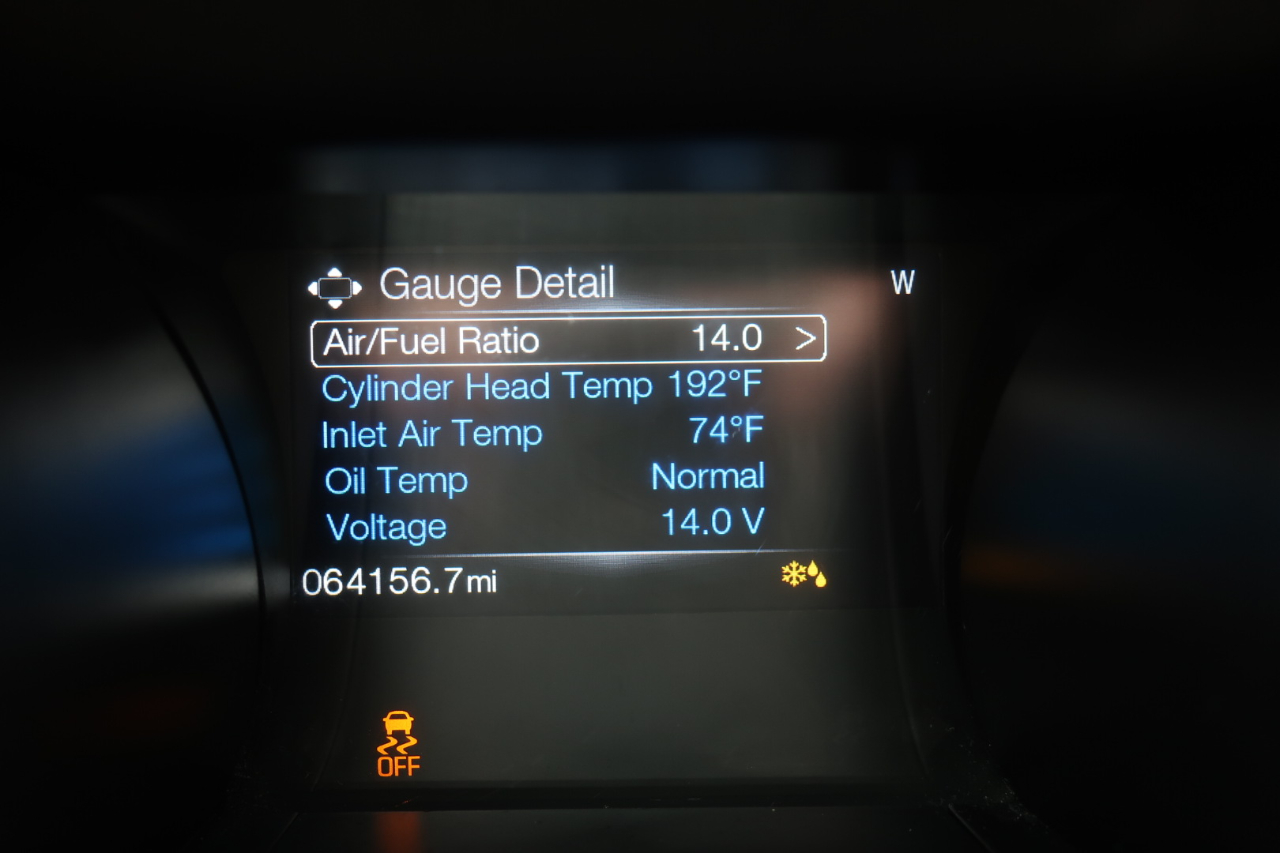 Gauge Detail W
Air/Fuel Ratio 14.0 >
Cylinder Head Temp 192°F
Inlet Air Temp 74°F
Oil Temp Normal
Voltage 14.0 V
064156.7mi
OFF